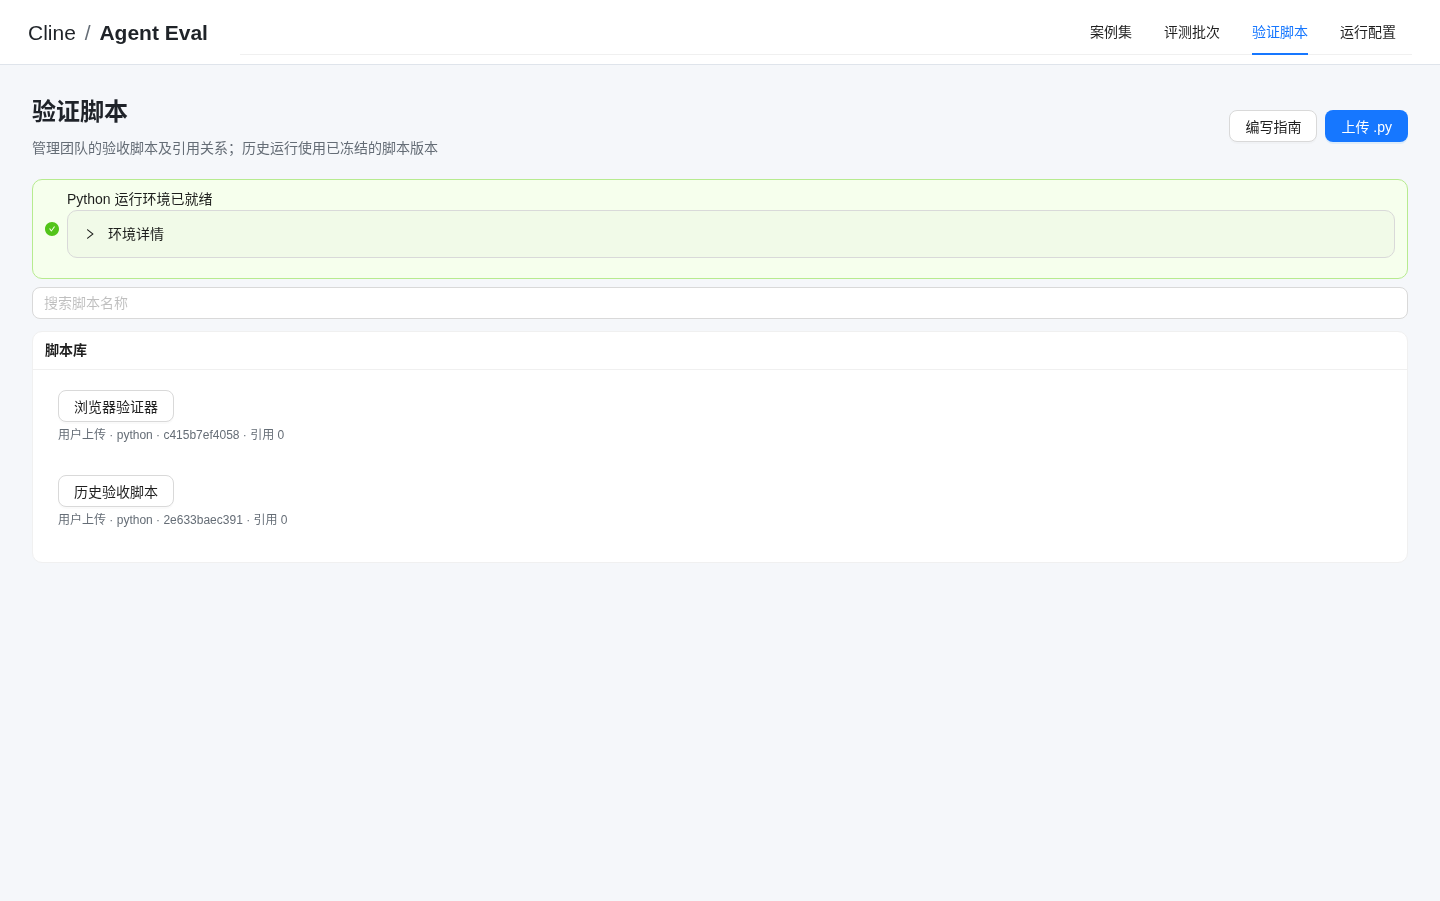 Cline / Agent Eval
案例集 评测批次 验证脚本 运行配置
验证脚本
管理团队的验收脚本及引用关系；历史运行使用已冻结的脚本版本
编写指南 上传 .py
Python 运行环境已就绪
环境详情
搜索脚本名称
脚本库
浏览器验证器
用户上传 · python · c415b7ef4058 · 引用 0
历史验收脚本
用户上传 · python · 2e633baec391 · 引用 0